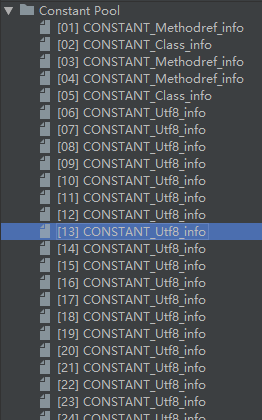 Constant Pool
[01] CONSTANT_Methodref_info
[02] CONSTANT_Class_info
[03] CONSTANT_Methodref_info
[04] CONSTANT_Methodref_info
[05] CONSTANT_Class_info
[06] CONSTANT_Utf8_info
[07] CONSTANT_Utf8_info
[08] CONSTANT_Utf8_info
[09] CONSTANT_Utf8_info
[10] CONSTANT_Utf8_info
[11] CONSTANT_Utf8_info
[12] CONSTANT_Utf8_info
[13] CONSTANT_Utf8_info
[14] CONSTANT_Utf8_info
[15] CONSTANT_Utf8_info
[16] CONSTANT_Utf8_info
[17] CONSTANT_Utf8_info
[18] CONSTANT_Utf8_info
[19] CONSTANT_Utf8_info
[20] CONSTANT_Utf8_info
[21] CONSTANT_Utf8_info
[22] CONSTANT_Utf8_info
[23] CONSTANT_Utf8_info
[24] CONSTANT_Utf8_info